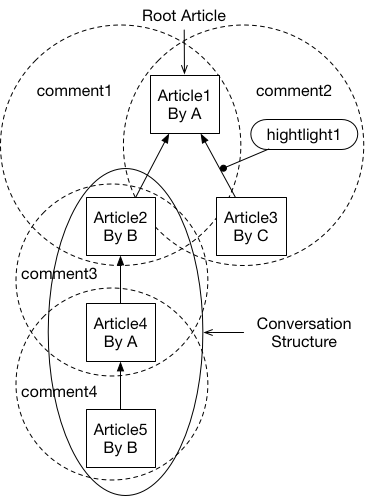 Root Article
comment1
Article1
By A
comment2
hightlight1
Article2
By B
Article3
By C
comment3
Article4
By A
Conversation
Structure
comment4
Article5
By B